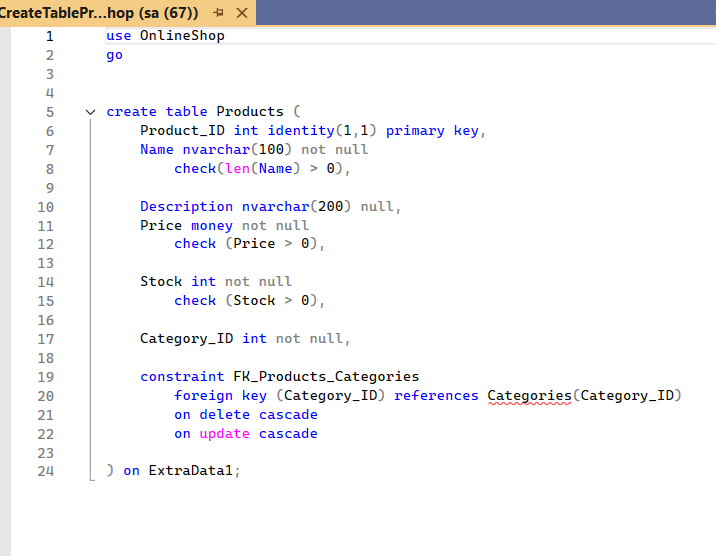 CreateTablePr...hop (sa (67))
1 use OnlineShop
2 go
3
4
5 create table Products (
6 Product_ID int identity(1,1) primary key,
7 Name nvarchar(100) not null
8 check(len(Name) > 0),
9
10 Description nvarchar(200) null,
11 Price money not null
12 check (Price > 0),
13
14 Stock int not null
15 check (Stock > 0),
16
17 Category_ID int not null,
18
19 constraint FK_Products_Categories
20 foreign key (Category_ID) references Categories(Category_ID)
21 on delete cascade
22 on update cascade
23
24 ) on ExtraData1;